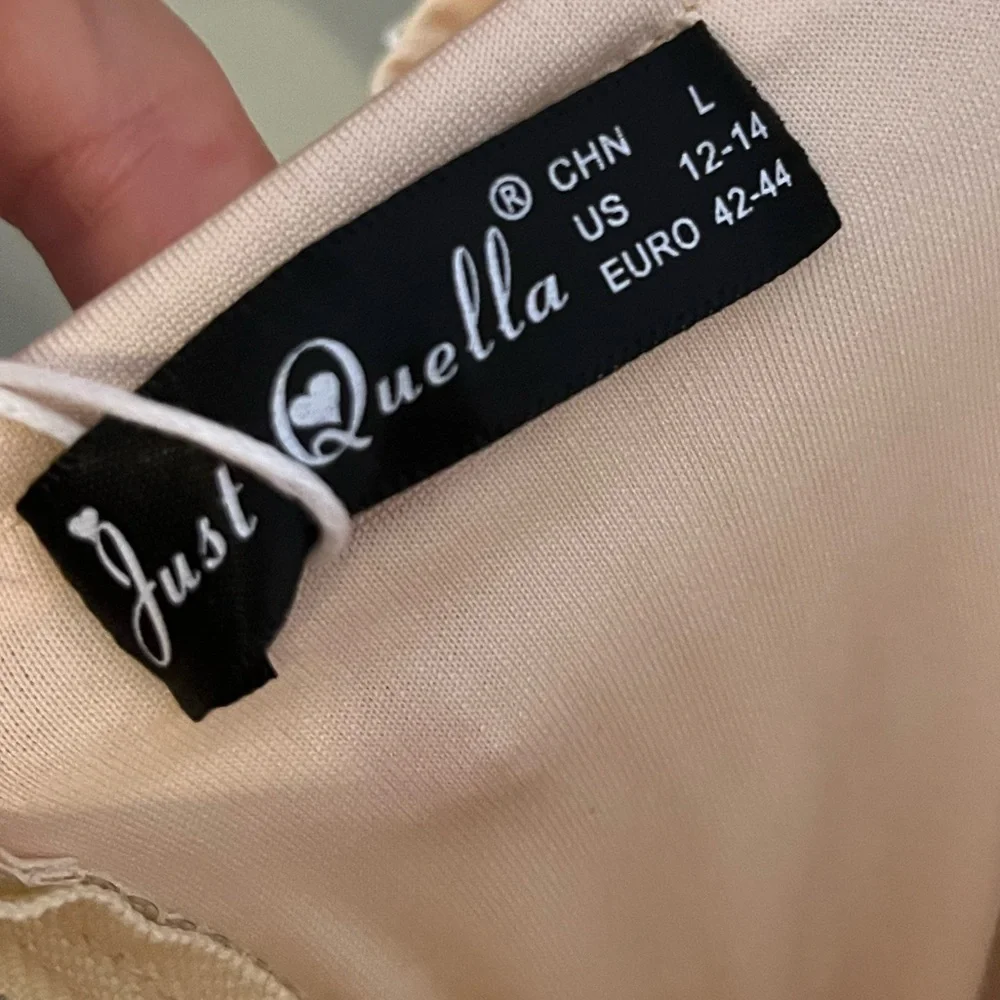 Just Quella ®
CHN L
US 12-14
EURO 42-44